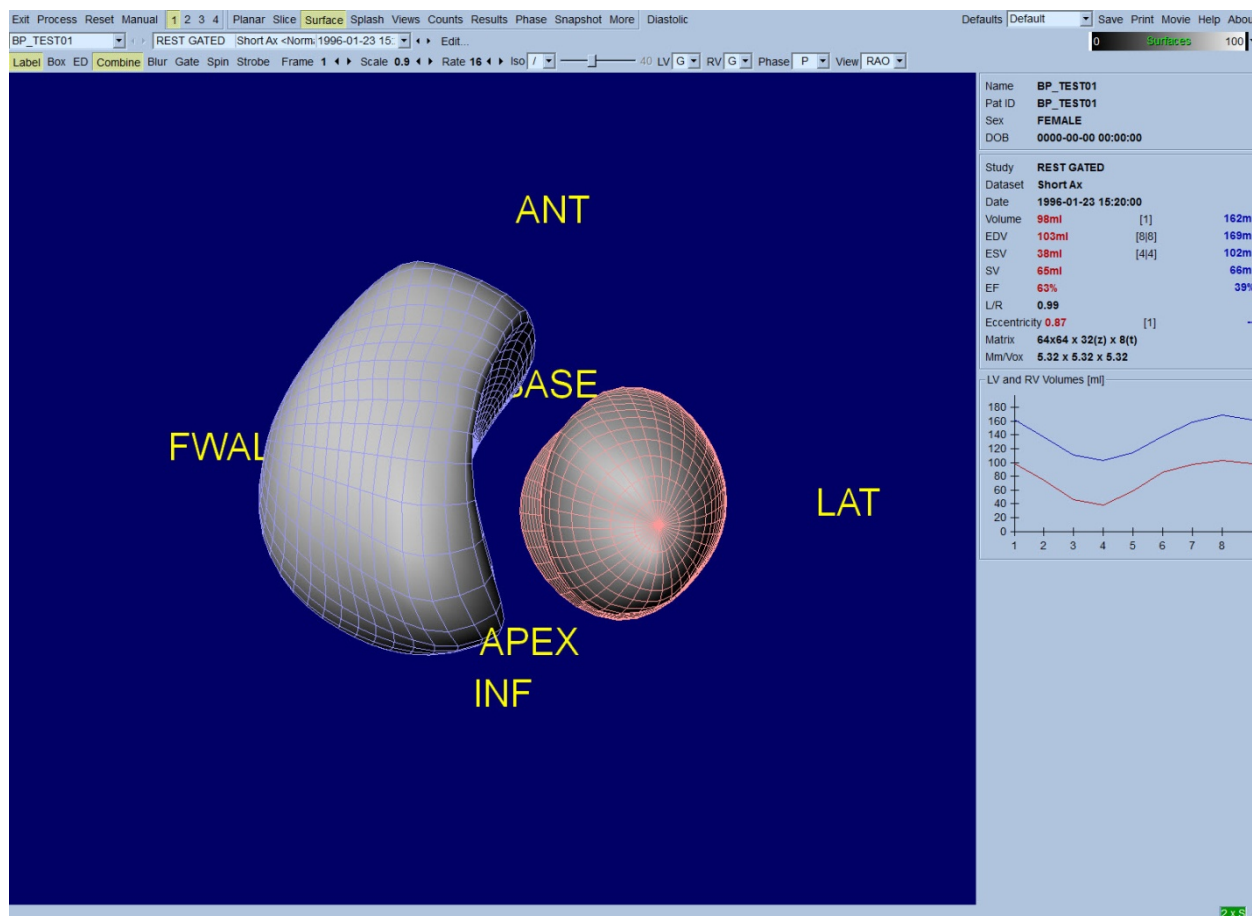 Exit Process Reset Manual 1 2 3 4 Planar Slice Surface Splash Views Counts Results Phase Snapshot More Diastolic Defaults Default Save Print Movie Help Abou
BP_TEST01 REST GATED Short Ax <Norm: 1996-01-23 15: Edit... 0 Surfaces 100
Label Box ED Combine Blur Gate Spin Strobe Frame 1 Scale 0.9 Rate 16 Iso / 40 LV G RV G Phase P View RAO
ANT
BASE
FWAL
LAT
APEX
INF
Name BP_TEST01
Pat ID BP_TEST01
Sex FEMALE
DOB 0000-00-00 00:00:00
Study REST GATED
Dataset Short Ax
Date 1996-01-23 15:20:00
Volume 98ml [1] 162m
EDV 103ml [8|8] 169m
ESV 38ml [4|4] 102m
SV 65ml 66m
EF 63% 39%
L/R 0.99
Eccentricity 0.87 [1] --
Matrix 64x64 x 32(z) x 8(t)
Mm/Vox 5.32 x 5.32 x 5.32
LV and RV Volumes [ml]
180
160
140
120
100
80
60
40
20
0
1 2 3 4 5 6 7 8
2 x S